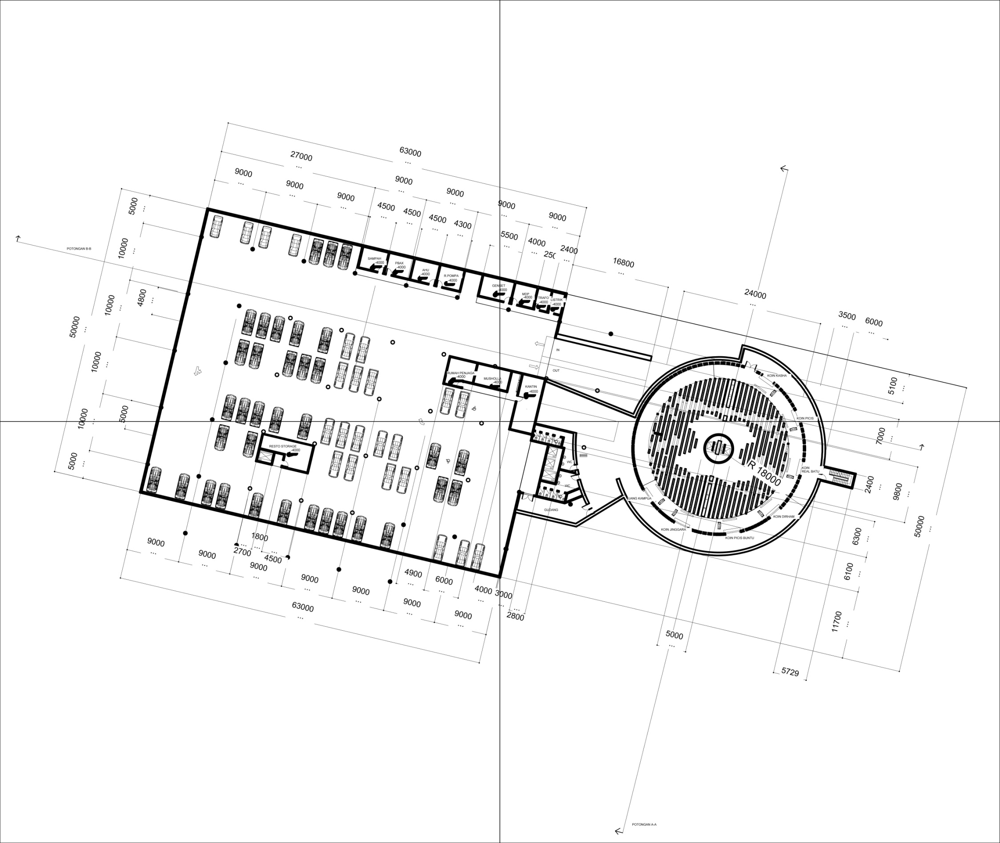 63000
27000
9000
9000
9000
9000
9000
9000
9000
4500
4500
4500
4300
5500
4000
2400
16800
24000
3500
6000
5000
10000
10000
4800
50000
10000
10000
5000
5000
POTONGAN B-B
SAMPAH
-4000
PBAX
-4000
AHU
-4000
R.POMPA
-4000
GENSET
-4000
MDP
-4000
TRAFO
-4000
LISTRIK
-4000
IN
OUT
RUMAH PENJAGA
-4000
MUSHOLLA
-4000
KANTIN
-4000
RESTO STORAGE
-4000
WC
WC
GUDANG
KOIN KASHA
KOIN PICIS
KOIN
REAL BATU
R 18000
UANG KAMPUA
KOIN DIRHAM
KOIN JINGGARA
KOIN PICIS BUNTU
5100
7000
2400
9800
50000
6300
6100
11700
1800
2700
4500
9000
9000
9000
9000
9000
9000
9000
63000
4900
6000
4000
3000
2800
5000
5729
POTONGAN A-A